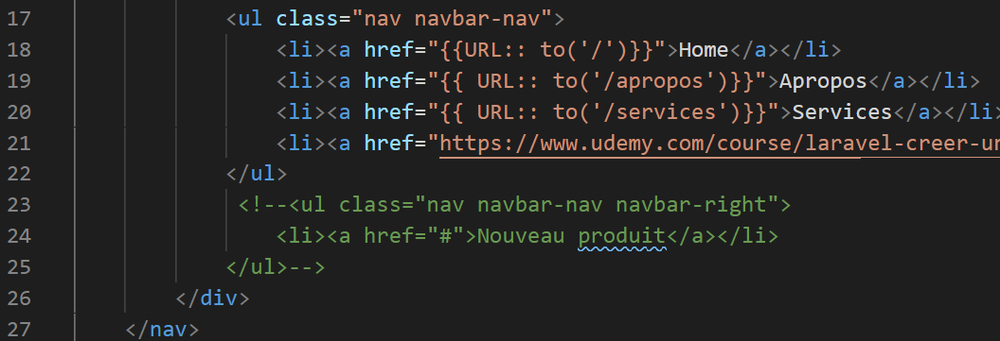 17 <ul class="nav navbar-nav">
18 <li><a href="{{URL:: to('/')}}">Home</a></li>
19 <li><a href="{{ URL:: to('/apropos')}}">Apropos</a></li>
20 <li><a href="{{ URL:: to('/services')}}">Services</a></li>
21 <li><a href="https://www.udemy.com/course/laravel-creer-un
22 </ul>
23 <!--<ul class="nav navbar-nav navbar-right">
24 <li><a href="#">Nouveau produit</a></li>
25 </ul>-->
26 </div>
27 </nav>